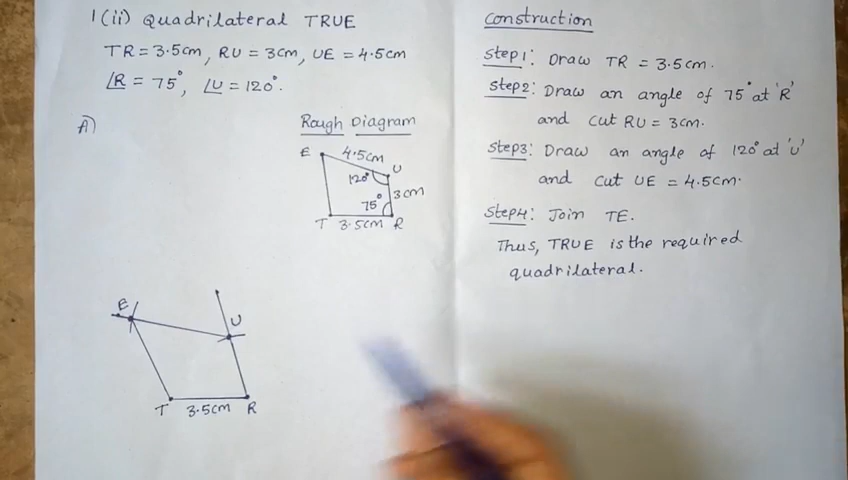 1(ii) Quadrilateral TRUE
TR = 3.5cm, RU = 3cm, UE = 4.5cm
∠R = 75°, ∠U = 120°.
A)
Rough Diagram
E 4.5cm U
120°
3cm
75°
T 3.5cm R
E
U
T 3.5cm R
Construction
Step1: Draw TR = 3.5cm.
Step2: Draw an angle of 75° at 'R'
and cut RU = 3cm.
Step3: Draw an angle of 120° at 'U'
and cut UE = 4.5cm.
Step4: Join TE.
Thus, TRUE is the required
quadrilateral.